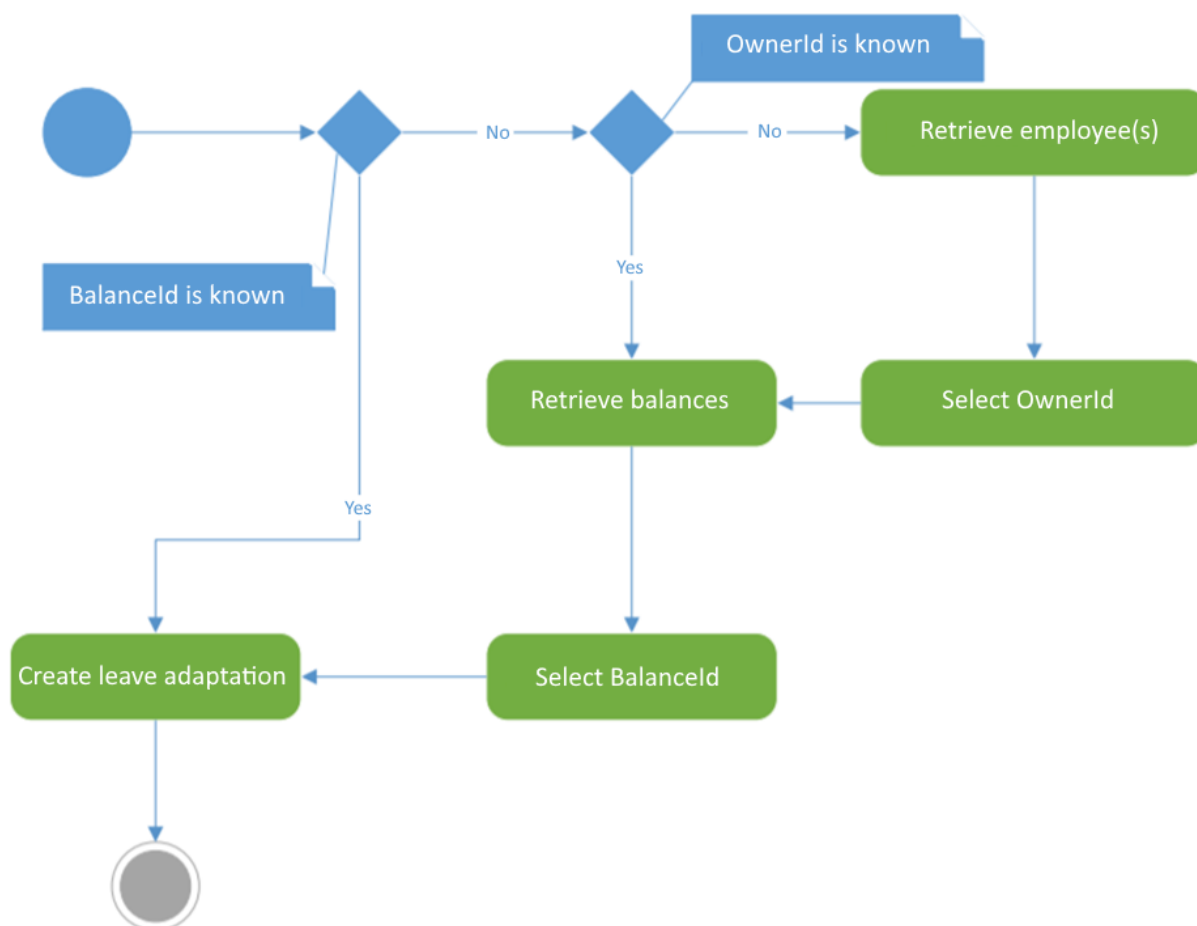 OwnerId is known
No
No
Retrieve employee(s)
BalanceId is known
Yes
Retrieve balances
Select OwnerId
Yes
Create leave adaptation
Select BalanceId